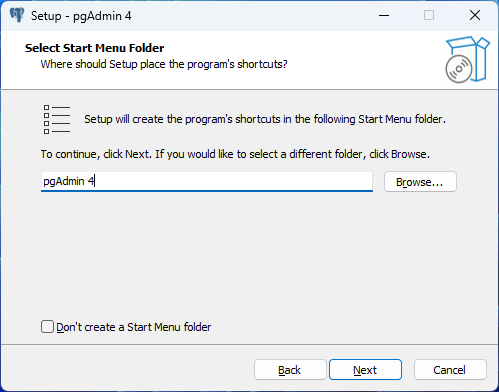 Setup - pgAdmin 4
Select Start Menu Folder
Where should Setup place the program's shortcuts?
Setup will create the program's shortcuts in the following Start Menu folder.
To continue, click Next. If you would like to select a different folder, click Browse.
pgAdmin 4
Browse...
Don't create a Start Menu folder
Back
Next
Cancel